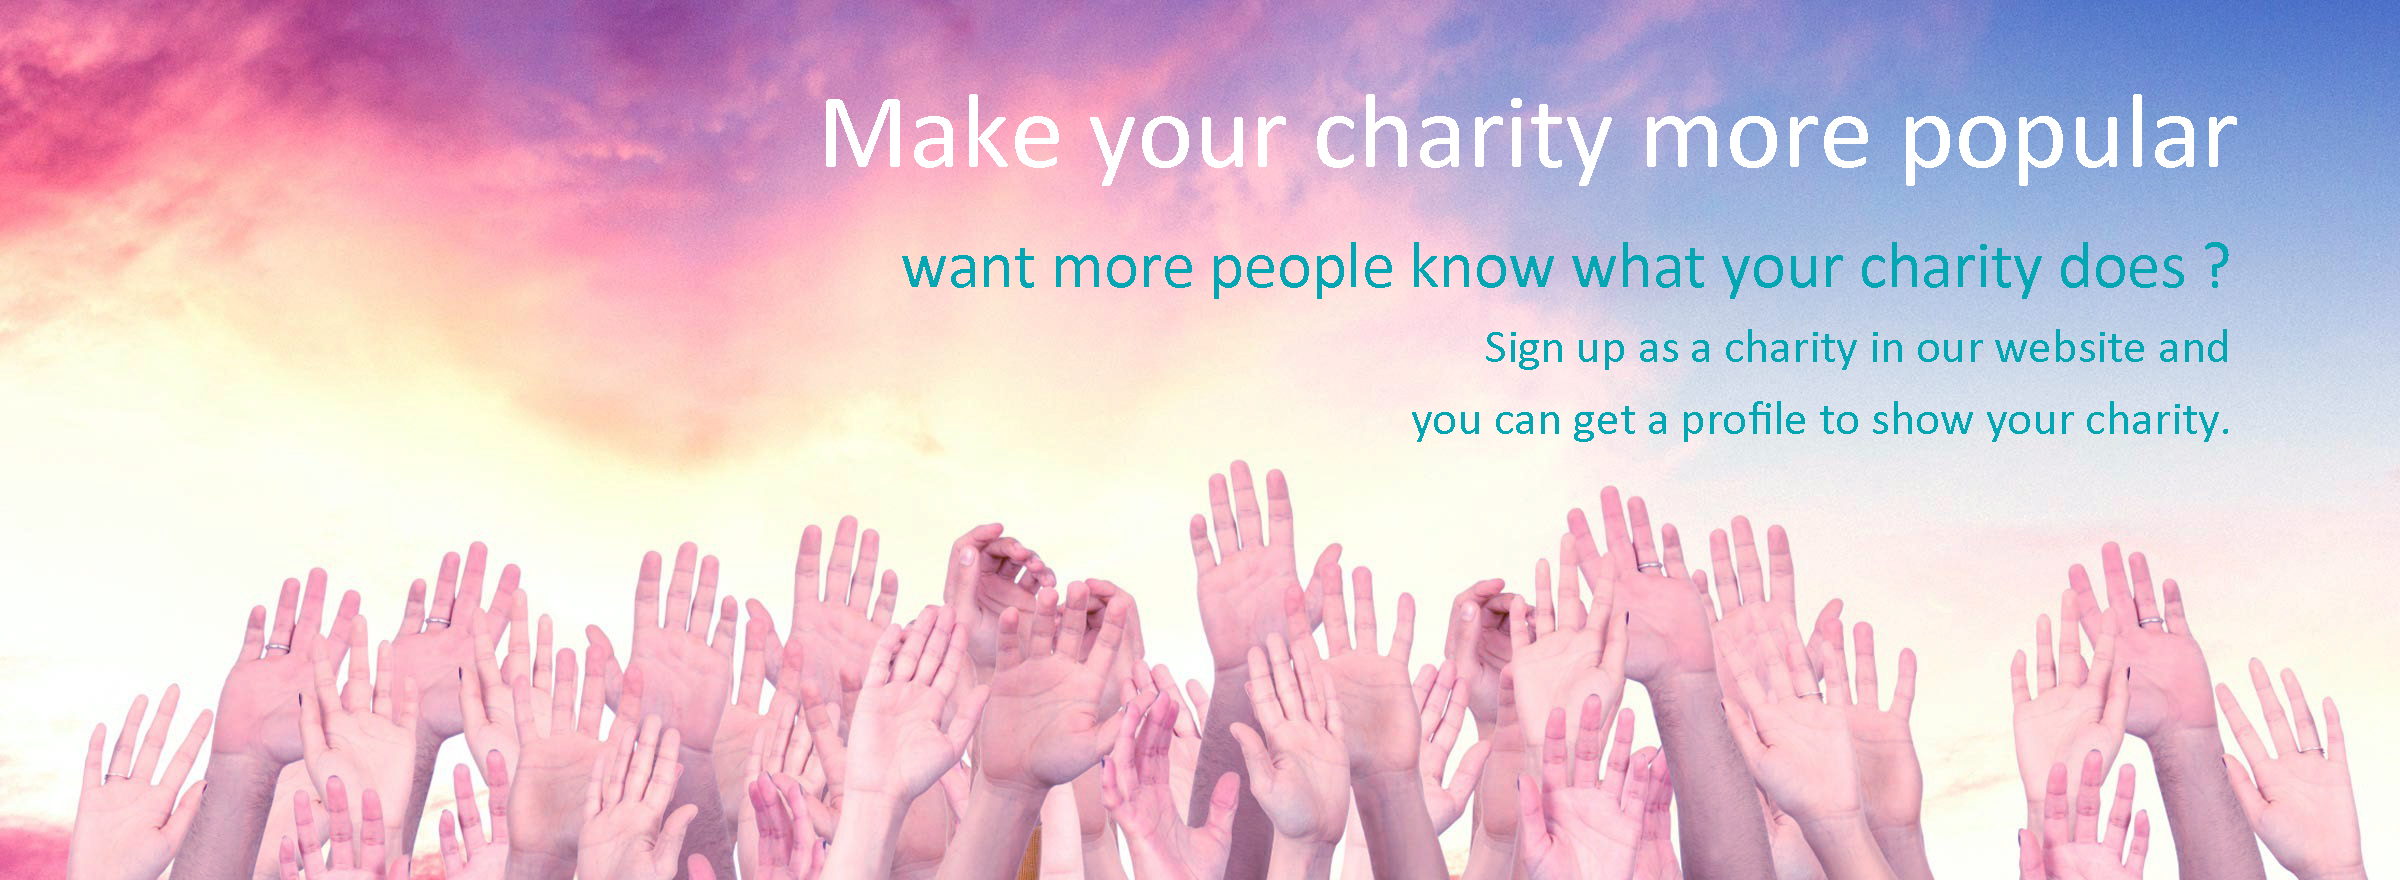 Make your charity more popular
want more people know what your charity does ?
Sign up as a charity in our website and
you can get a profile to show your charity.